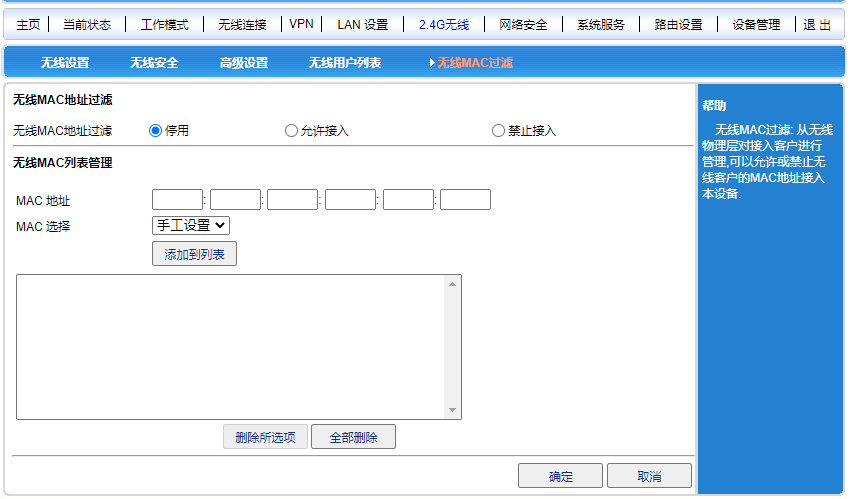 主页 当前状态 工作模式 无线连接 VPN LAN 设置 2.4G无线 网络安全 系统服务 路由设置 设备管理 退 出
无线设置 无线安全 高级设置 无线用户列表 无线MAC过滤
无线MAC地址过滤
无线MAC地址过滤 停用 允许接入 禁止接入
无线MAC列表管理
MAC 地址 : : : : :
MAC 选择 手工设置
添加到列表
删除所选项 全部删除
确定 取消
帮助
无线MAC过滤: 从无线
物理层对接入客户进行
管理,可以允许或禁止无
线客户的MAC地址接入
本设备.